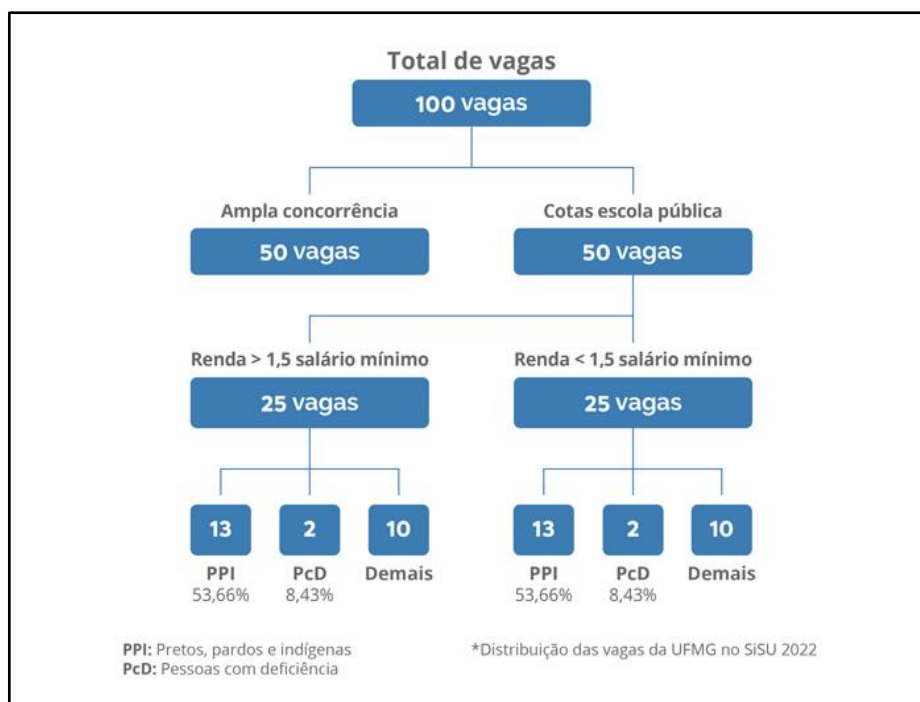 Total de vagas
100 vagas
Ampla concorrência
Cotas escola pública
50 vagas
50 vagas
Renda > 1,5 salário mínimo
Renda < 1,5 salário mínimo
25 vagas
25 vagas
13
2
10
13
2
10
PPI
PcD
Demais
PPI
PcD
Demais
53,66%
8,43%
53,66%
8,43%
PPI: Pretos, pardos e indígenas
PcD: Pessoas com deficiência
*Distribuição das vagas da UFMG no SiSU 2022